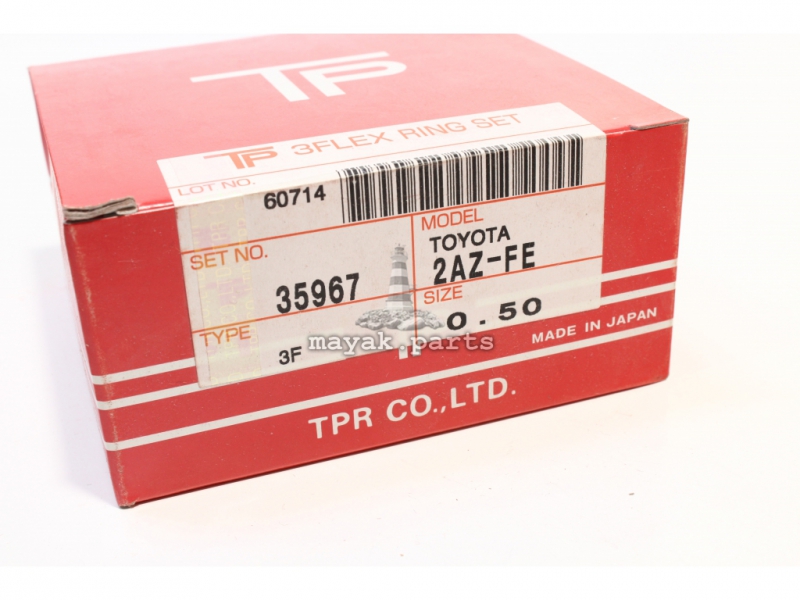 TP
TP 3FLEX RING SET
LOT NO.
60714
MODEL
TOYOTA
2AZ-FE
SET NO.
35967
SIZE
0.50
TYPE
3F
mayak.parts
MADE IN JAPAN
TPR CO.,LTD.